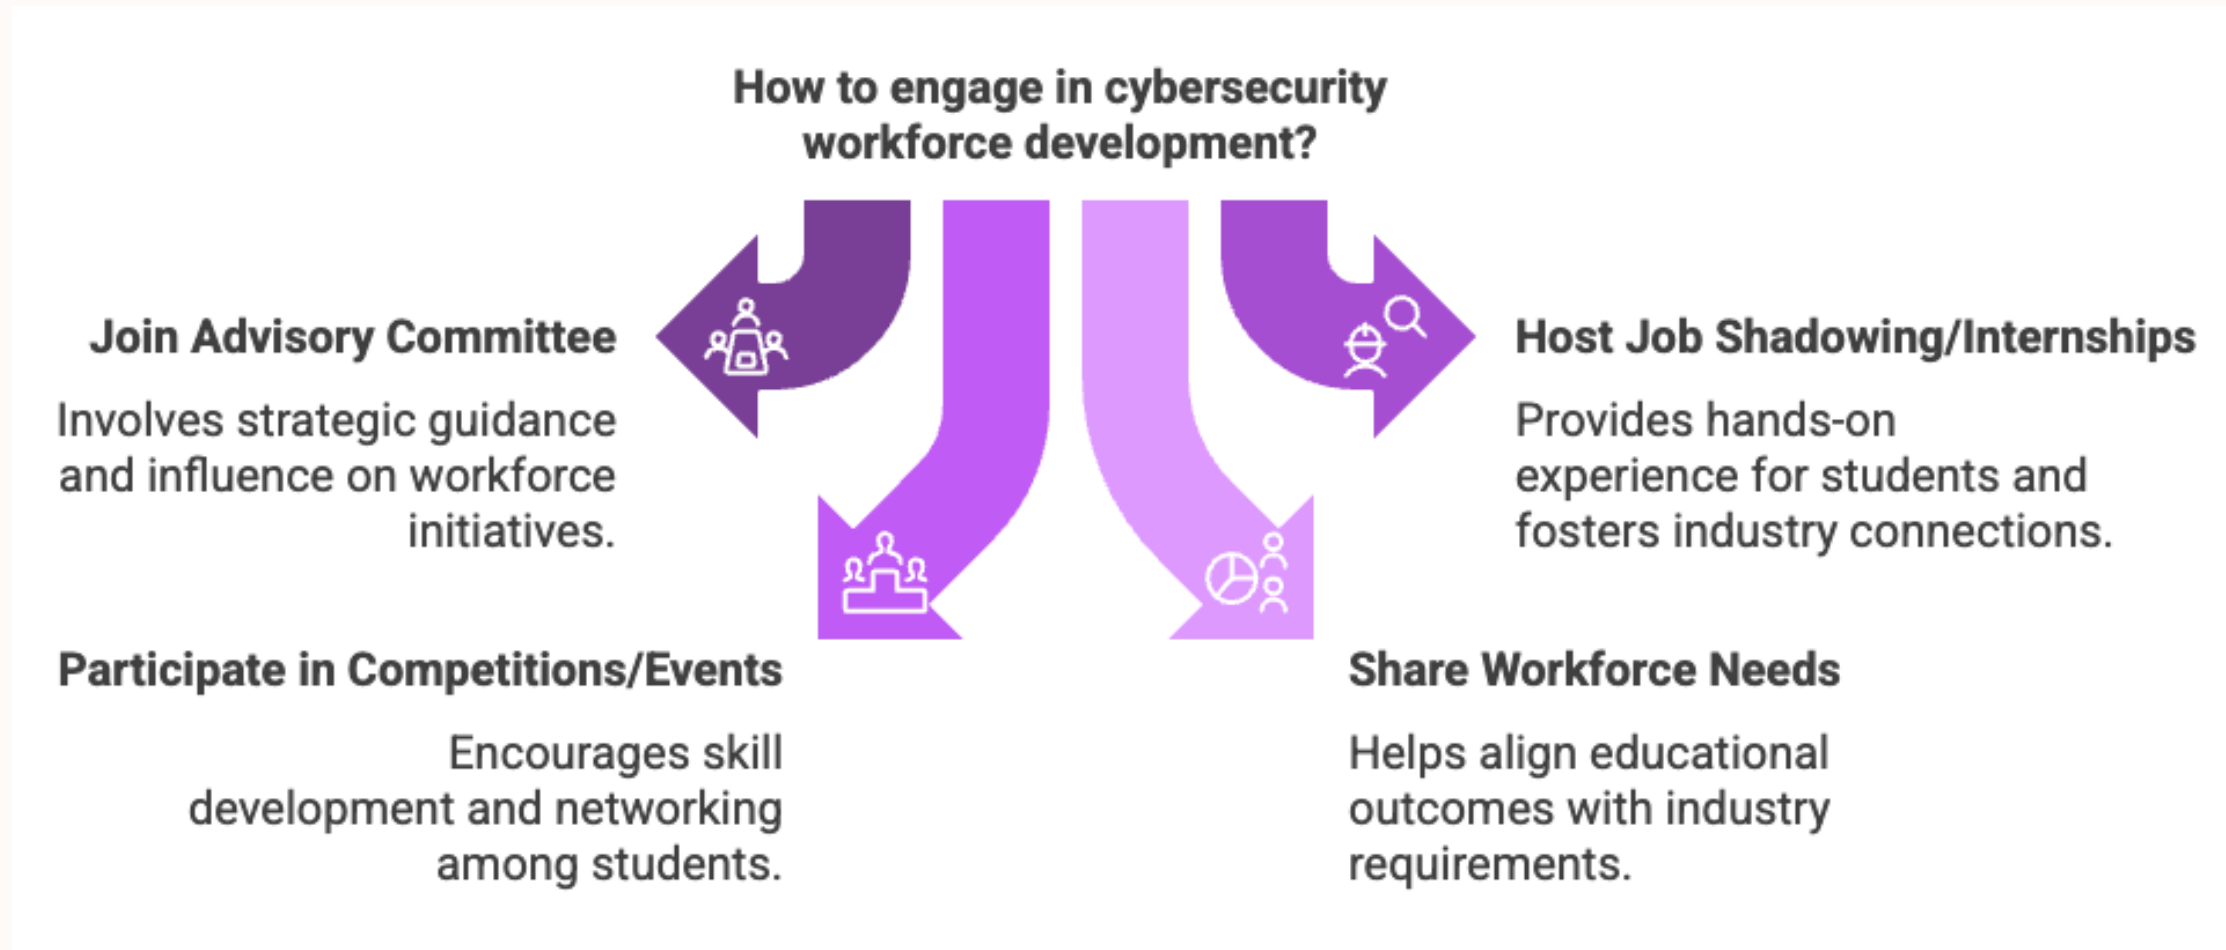 How to engage in cybersecurity
workforce development?
Join Advisory Committee
Involves strategic guidance
and influence on workforce
initiatives.
Host Job Shadowing/Internships
Provides hands-on
experience for students and
fosters industry connections.
Participate in Competitions/Events
Encourages skill
development and networking
among students.
Share Workforce Needs
Helps align educational
outcomes with industry
requirements.